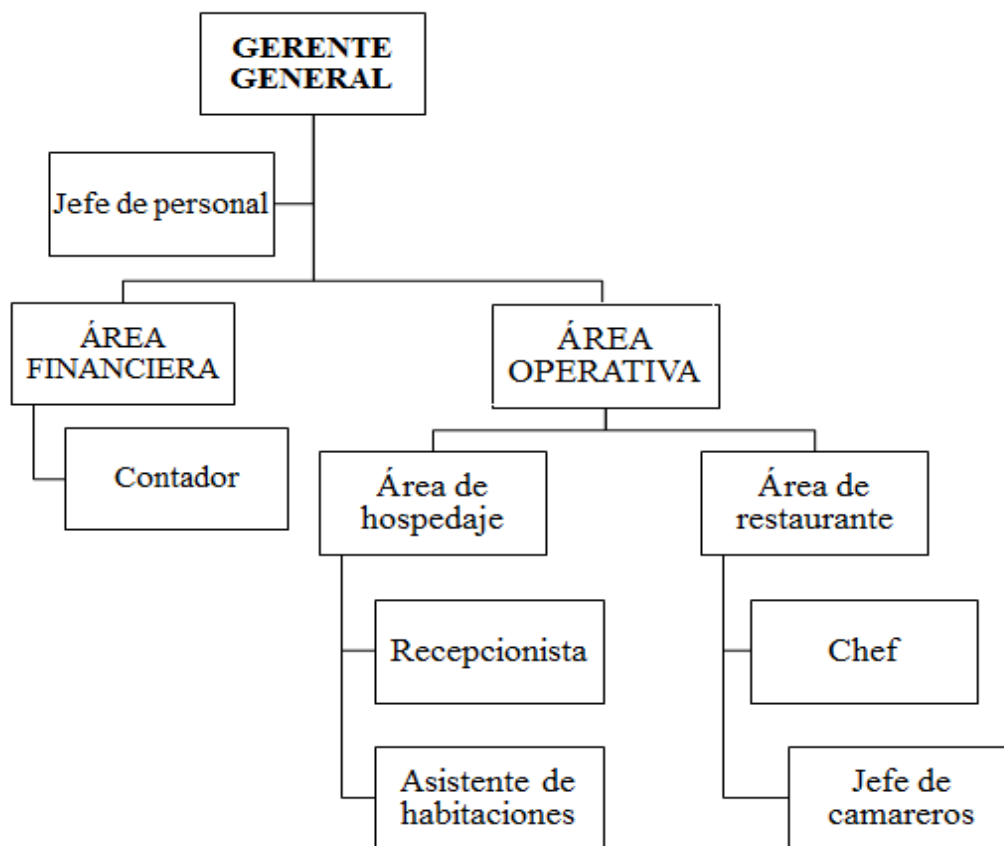 GERENTE
GENERAL
Jefe de personal
ÁREA
FINANCIERA
ÁREA
OPERATIVA
Contador
Área de
hospedaje
Área de
restaurante
Recepcionista
Chef
Asistente de
habitaciones
Jefe de
camareros